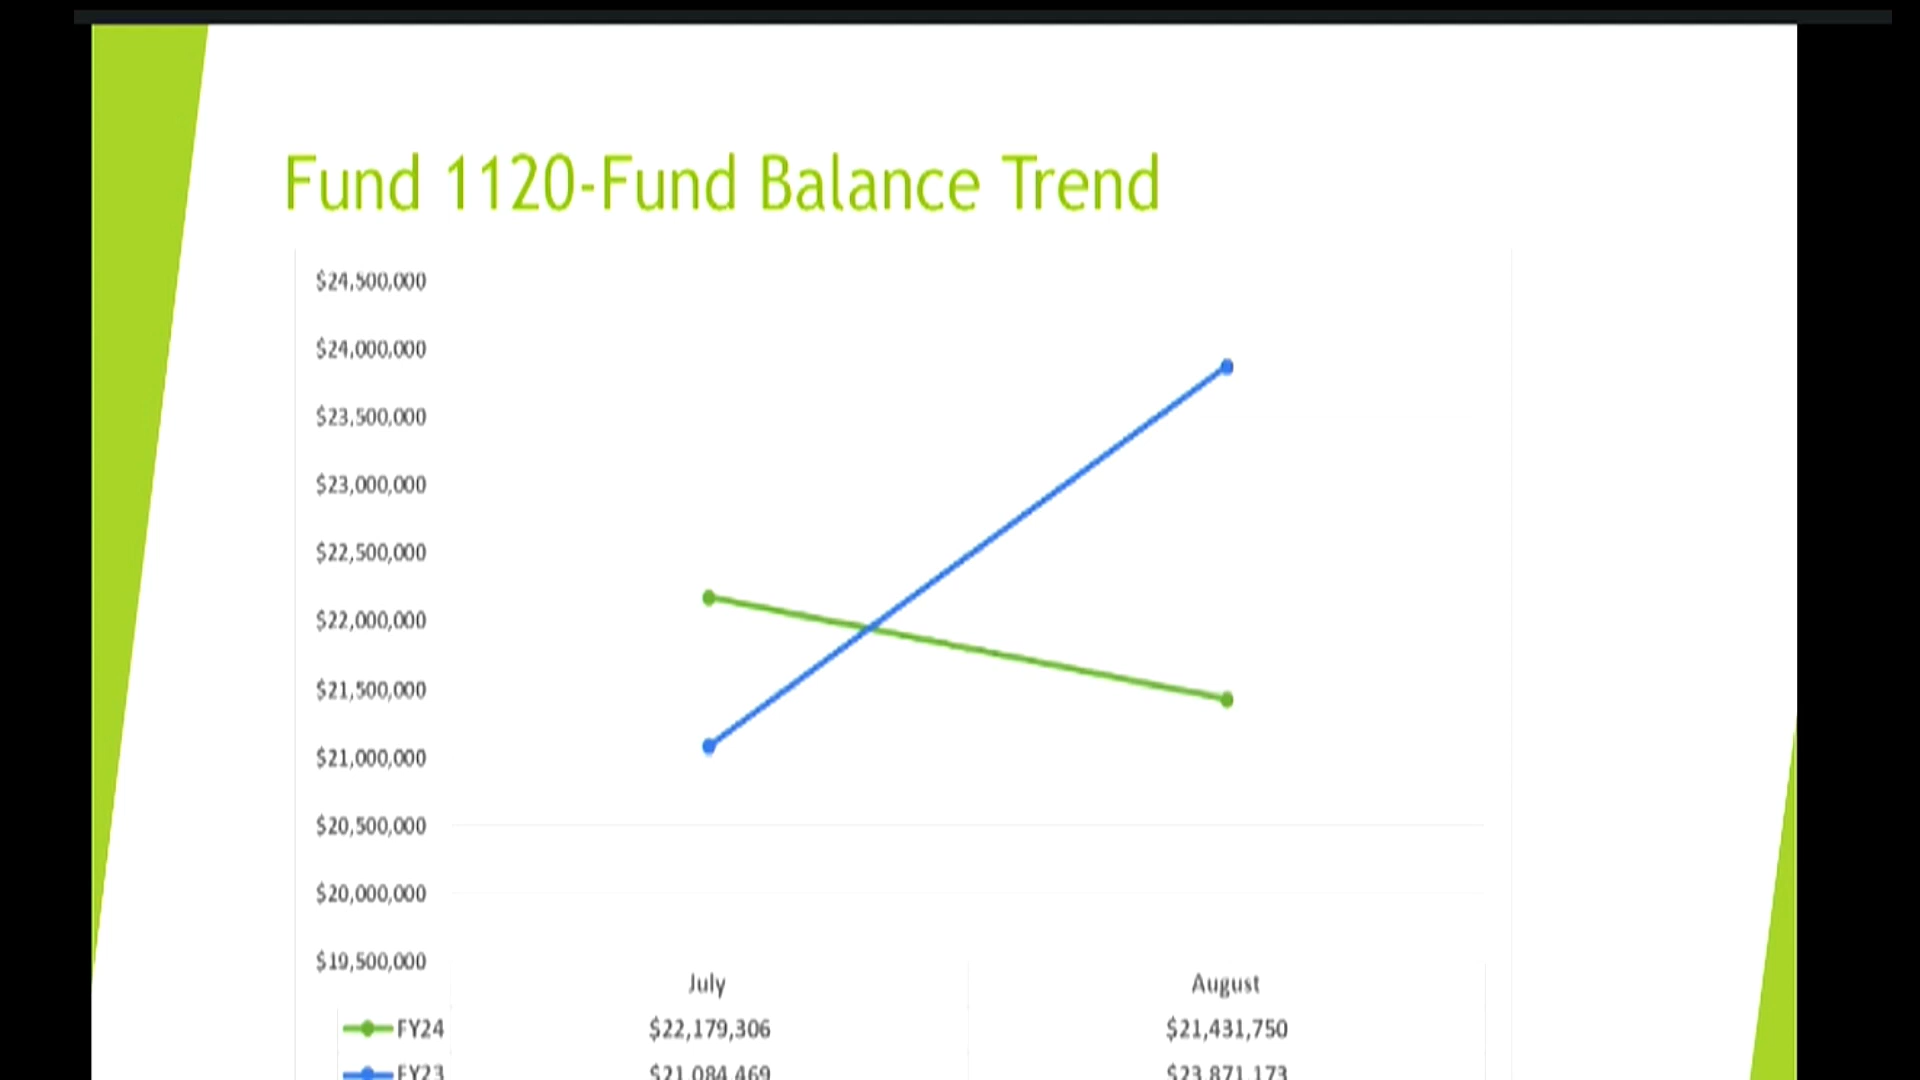 Fund 1120-Fund Balance Trend
$24,500,000
$24,000,000
$23,500,000
$23,000,000
$22,500,000
$22,000,000
$21,500,000
$21,000,000
$20,500,000
$20,000,000
$19,500,000
July August
FY24 $22,179,306 $21,431,750
FY23 $21,084,469 $23,871,173